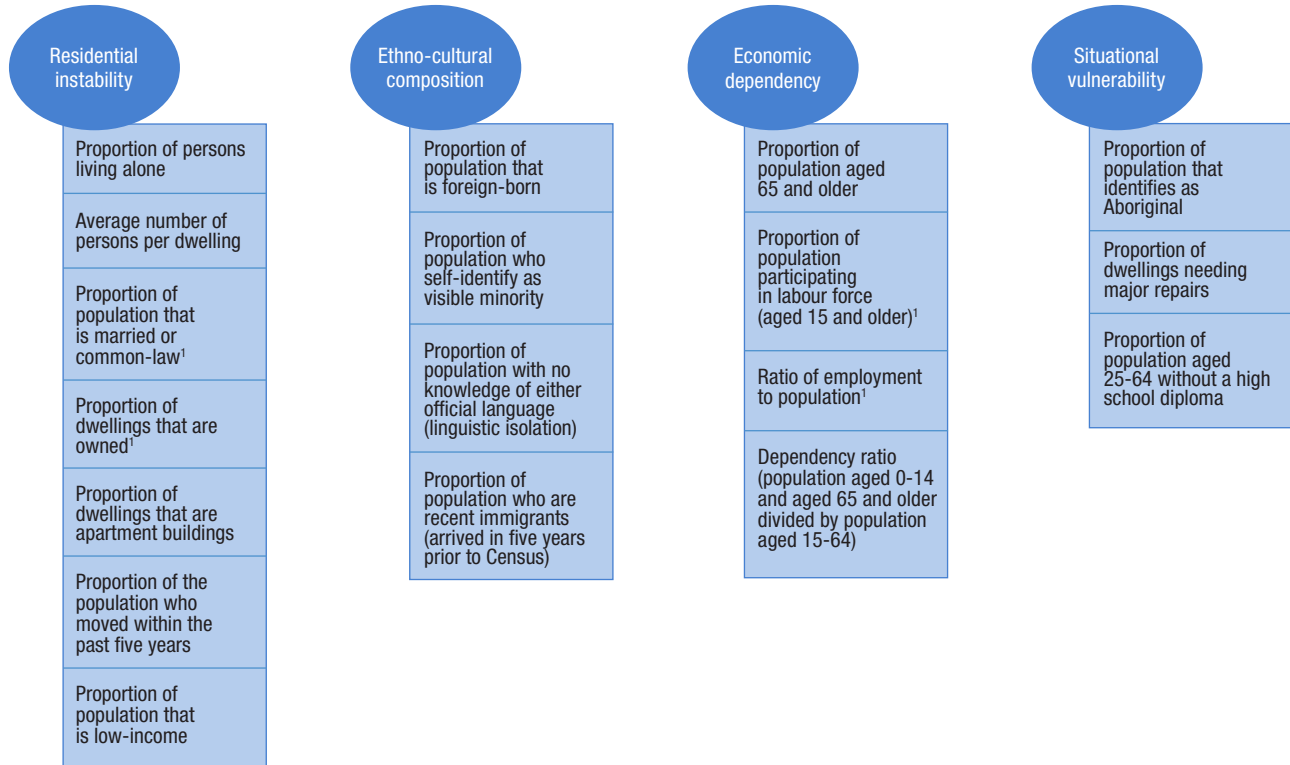 Residential
instability
Proportion of persons
living alone
Average number of
persons per dwelling
Proportion of
population that
is married or
common-law¹
Proportion of
dwellings that are
owned¹
Proportion of
dwellings that are
apartment buildings
Proportion of the
population who
moved within the
past five years
Proportion of
population that
is low-income
Ethno-cultural
composition
Proportion of
population that
is foreign-born
Proportion of
population who
self-identify as
visible minority
Proportion of
population with no
knowledge of either
official language
(linguistic isolation)
Proportion of
population who are
recent immigrants
(arrived in five years
prior to Census)
Economic
dependency
Proportion of
population aged
65 and older
Proportion of
population
participating
in labour force
(aged 15 and older)¹
Ratio of employment
to population¹
Dependency ratio
(population aged 0-14
and aged 65 and older
divided by population
aged 15-64)
Situational
vulnerability
Proportion of
population that
identifies as
Aboriginal
Proportion of
dwellings needing
major repairs
Proportion of
population aged
25-64 without a high
school diploma